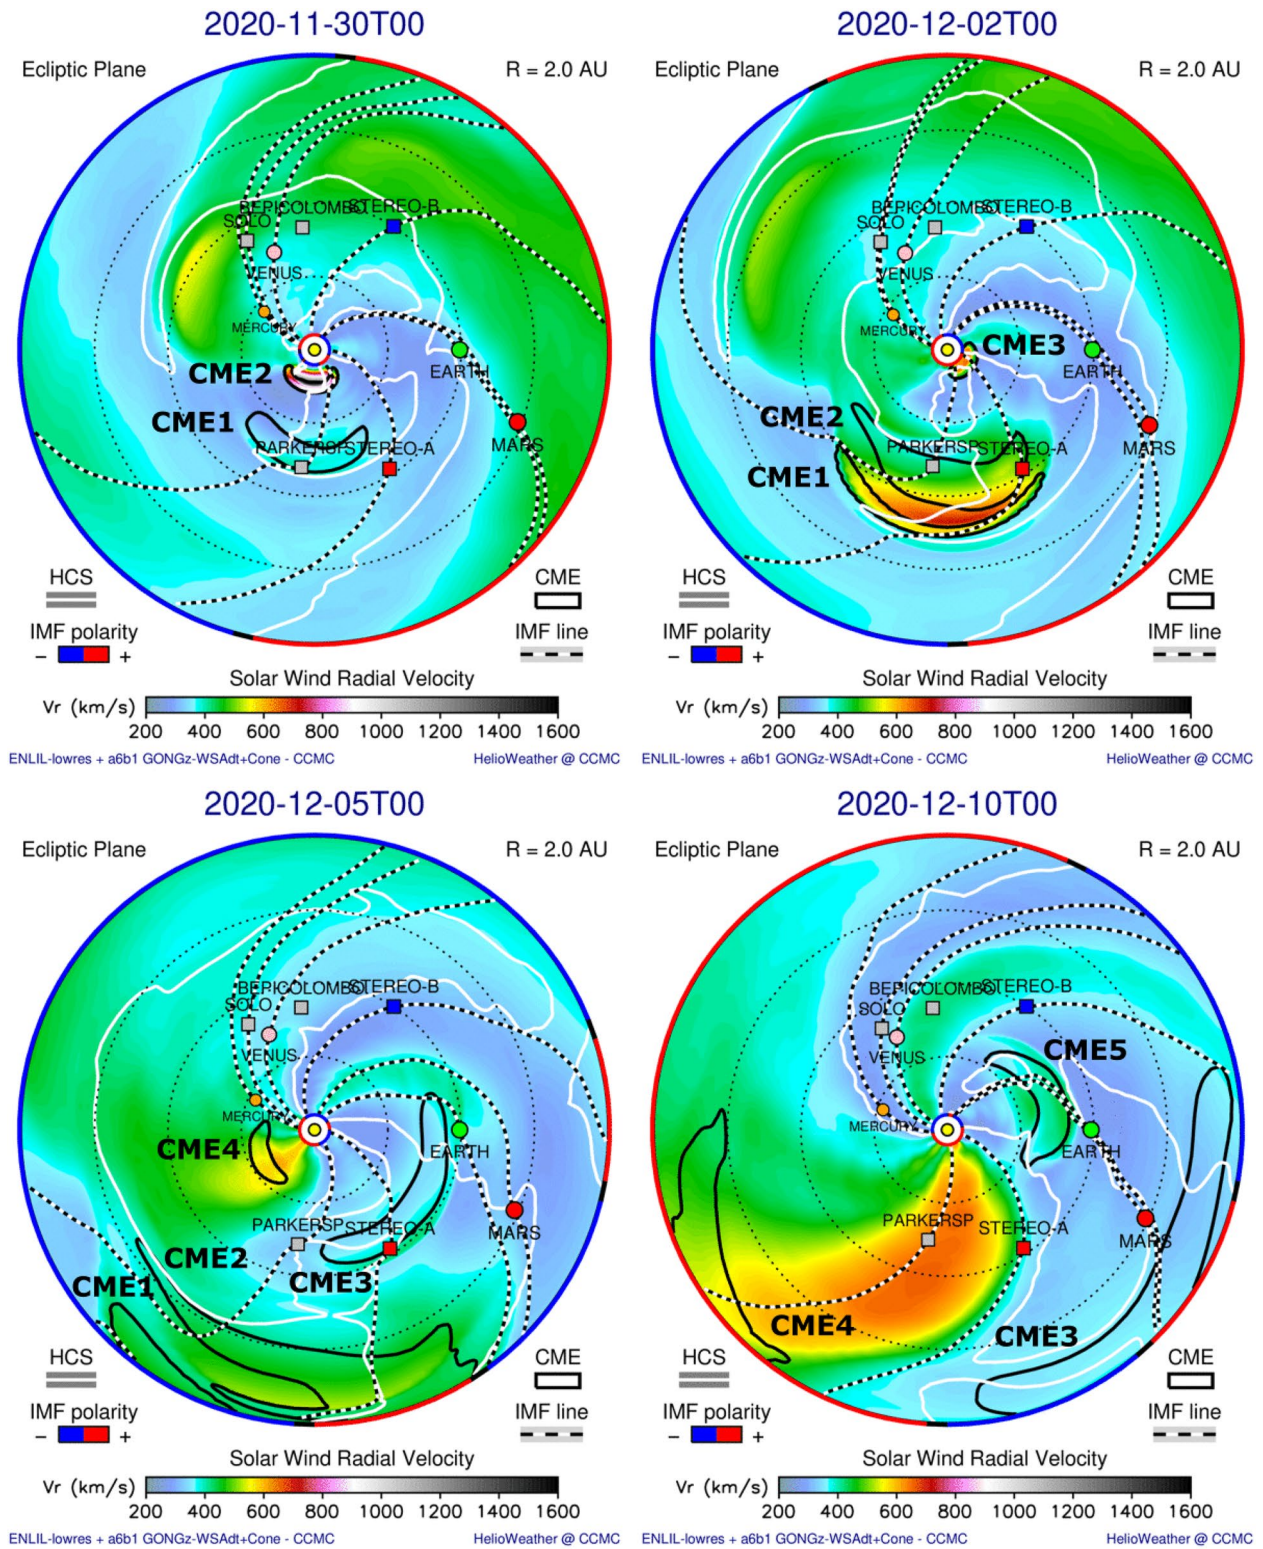 2020-11-30T00
Ecliptic Plane R = 2.0 AU
BEPICOLOMBO STEREO-B
SOLO
VENUS
MERCURY
CME2
EARTH
CME1
PARKERSP STEREO-A
MARS
HCS CME
IMF polarity IMF line
− +
Solar Wind Radial Velocity
Vr (km/s) 200 400 600 800 1000 1200 1400 1600
ENLIL-lowres + a6b1 GONGz-WSAdt+Cone - CCMC HelioWeather @ CCMC
2020-12-02T00
Ecliptic Plane R = 2.0 AU
BEPICOLOMBO STEREO-B
SOLO
VENUS
MERCURY
CME3
EARTH
CME2
PARKERSP STEREO-A
MARS
CME1
HCS CME
IMF polarity IMF line
− +
Solar Wind Radial Velocity
Vr (km/s) 200 400 600 800 1000 1200 1400 1600
ENLIL-lowres + a6b1 GONGz-WSAdt+Cone - CCMC HelioWeather @ CCMC
2020-12-05T00
Ecliptic Plane R = 2.0 AU
BEPICOLOMBO STEREO-B
SOLO
VENUS
MERCURY
CME4
EARTH
PARKERSP STEREO-A
MARS
CME2
CME1
CME3
HCS CME
IMF polarity IMF line
− +
Solar Wind Radial Velocity
Vr (km/s) 200 400 600 800 1000 1200 1400 1600
ENLIL-lowres + a6b1 GONGz-WSAdt+Cone - CCMC HelioWeather @ CCMC
2020-12-10T00
Ecliptic Plane R = 2.0 AU
BEPICOLOMBO STEREO-B
SOLO
CME5
VENUS
MERCURY
EARTH
PARKERSP STEREO-A
MARS
CME4
CME3
HCS CME
IMF polarity IMF line
− +
Solar Wind Radial Velocity
Vr (km/s) 200 400 600 800 1000 1200 1400 1600
ENLIL-lowres + a6b1 GONGz-WSAdt+Cone - CCMC HelioWeather @ CCMC